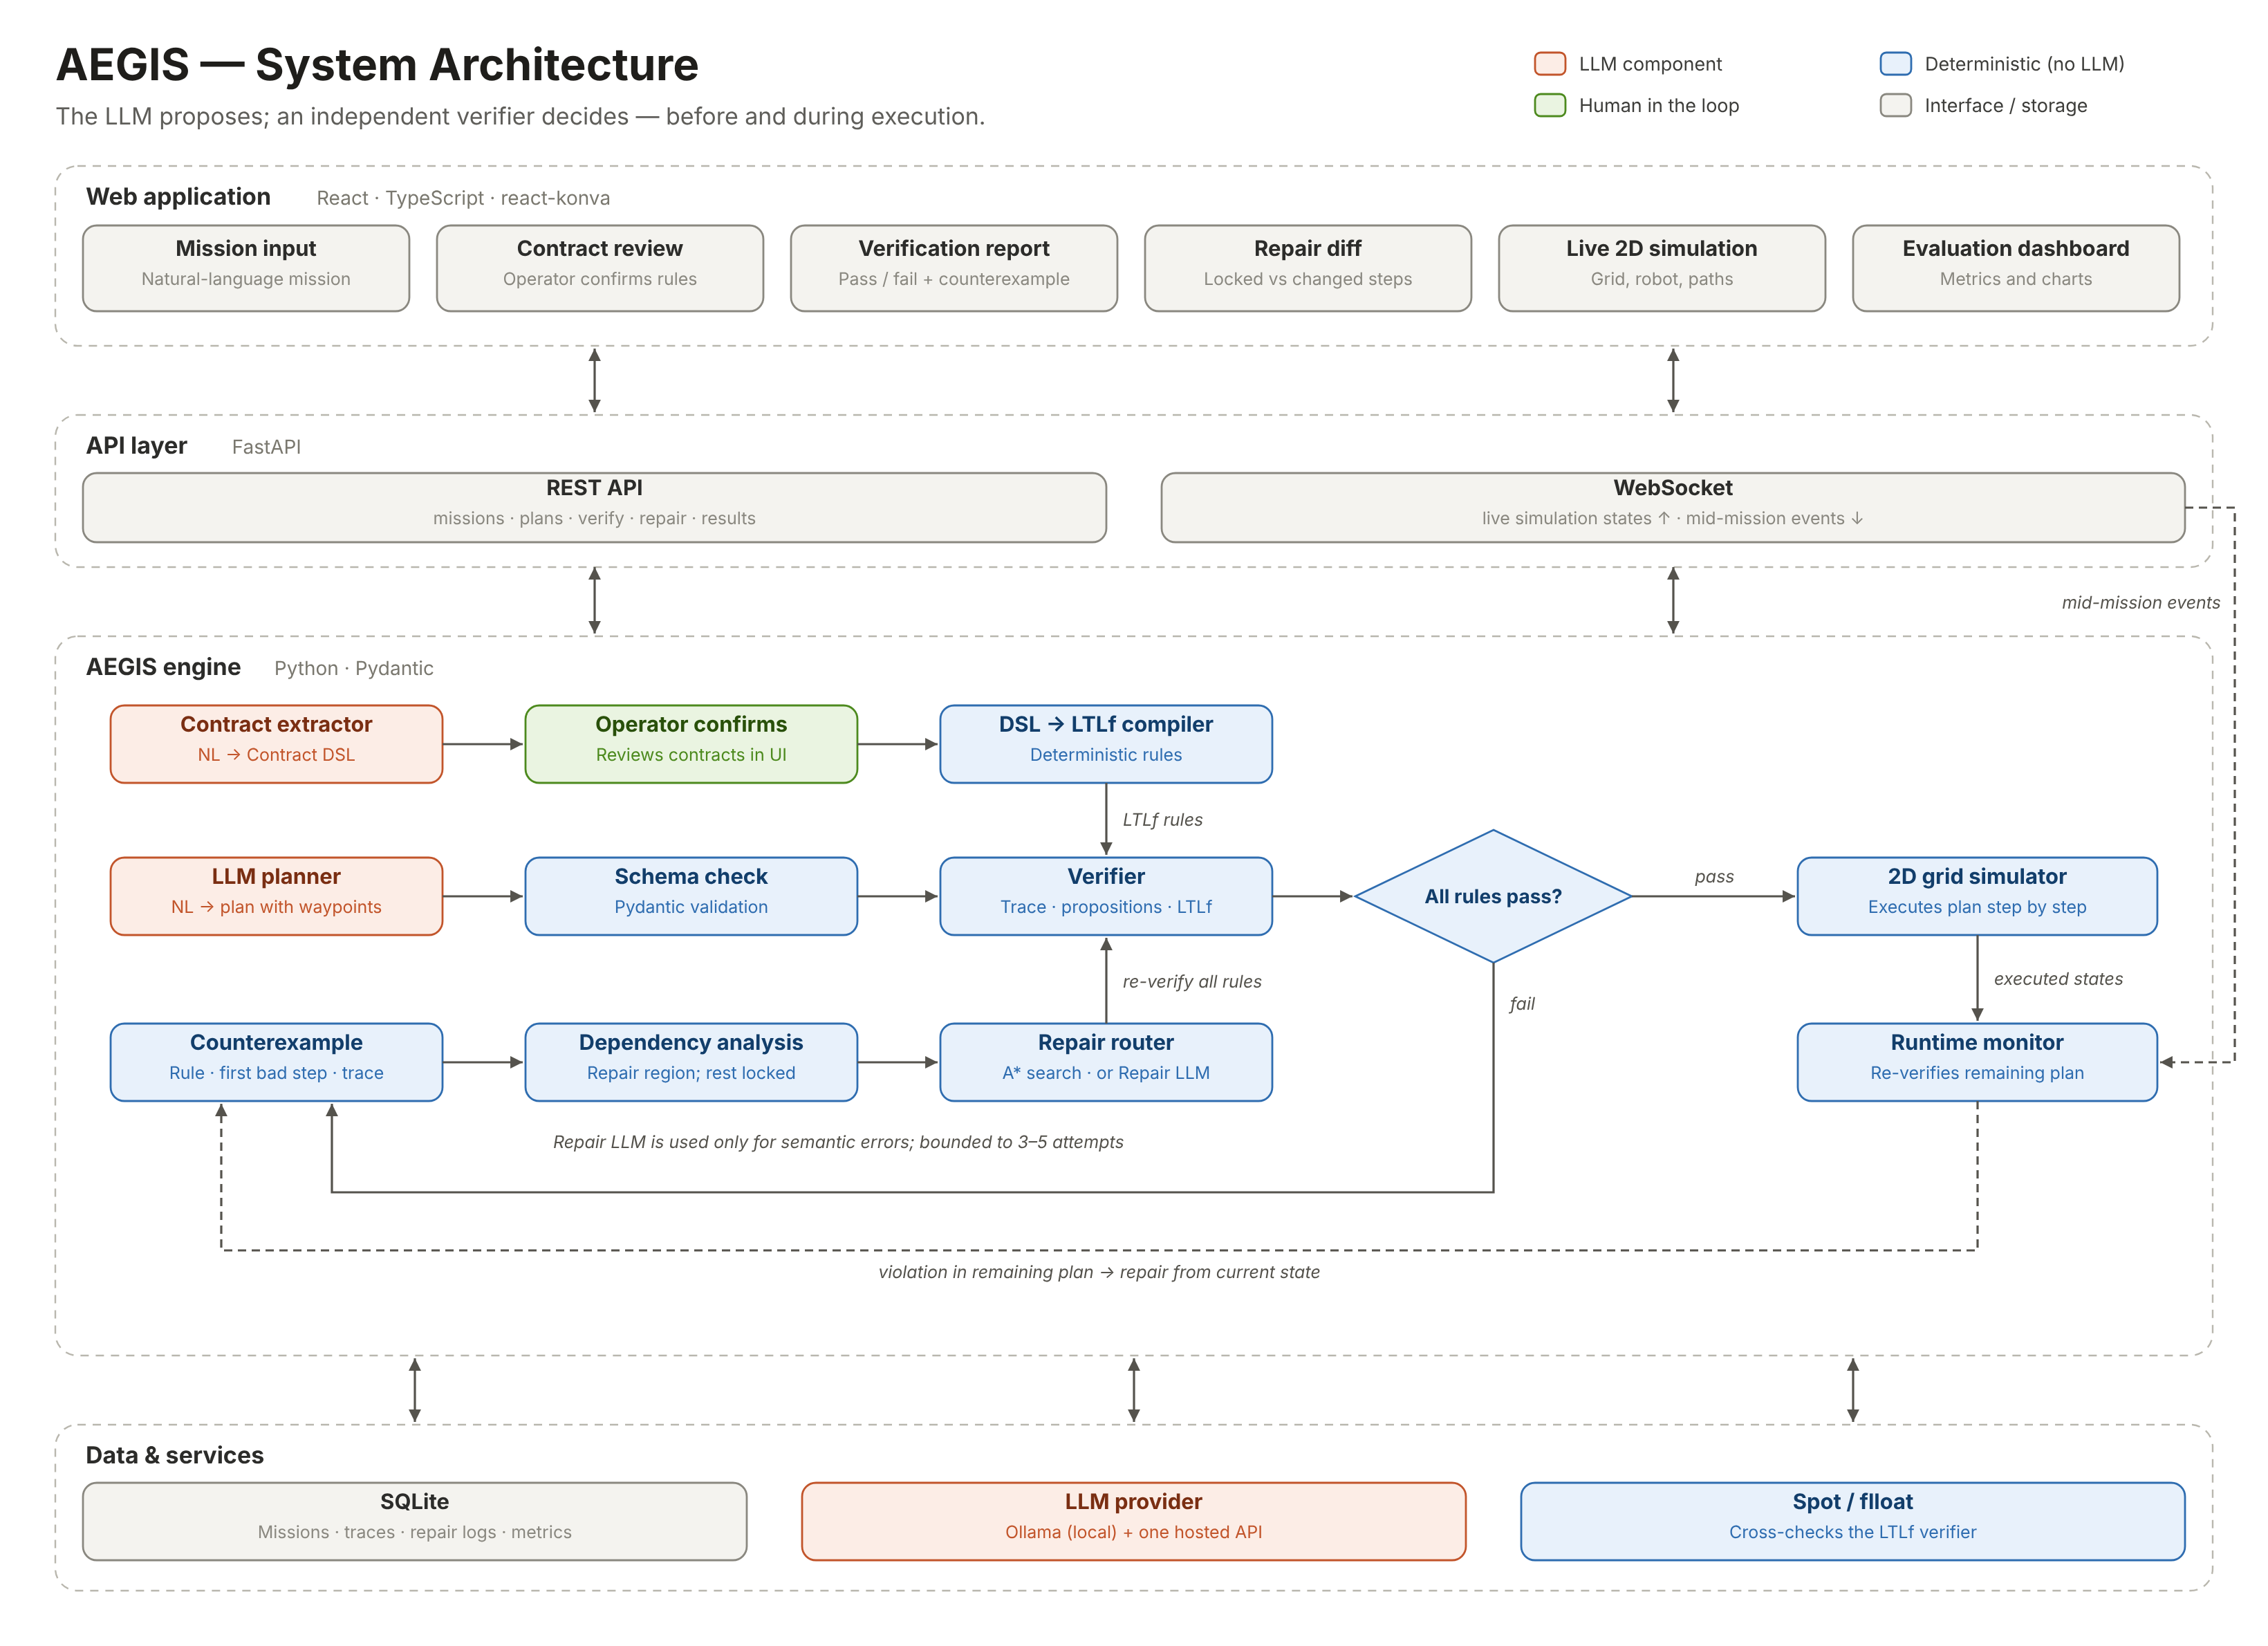 AEGIS — System Architecture
The LLM proposes; an independent verifier decides — before and during execution.
LLM component
Deterministic (no LLM)
Human in the loop
Interface / storage
Web application
React · TypeScript · react-konva
Mission input
Natural-language mission
Contract review
Operator confirms rules
Verification report
Pass / fail + counterexample
Repair diff
Locked vs changed steps
Live 2D simulation
Grid, robot, paths
Evaluation dashboard
Metrics and charts
API layer
FastAPI
REST API
missions · plans · verify · repair · results
WebSocket
live simulation states ↑ · mid-mission events ↓
mid-mission events
AEGIS engine
Python · Pydantic
Contract extractor
NL → Contract DSL
Operator confirms
Reviews contracts in UI
DSL → LTLf compiler
Deterministic rules
LTLf rules
LLM planner
NL → plan with waypoints
Schema check
Pydantic validation
Verifier
Trace · propositions · LTLf
All rules pass?
pass
2D grid simulator
Executes plan step by step
re-verify all rules
fail
executed states
Counterexample
Rule · first bad step · trace
Dependency analysis
Repair region; rest locked
Repair router
A* search · or Repair LLM
Runtime monitor
Re-verifies remaining plan
Repair LLM is used only for semantic errors; bounded to 3–5 attempts
violation in remaining plan → repair from current state
Data & services
SQLite
Missions · traces · repair logs · metrics
LLM provider
Ollama (local) + one hosted API
Spot / flloat
Cross-checks the LTLf verifier